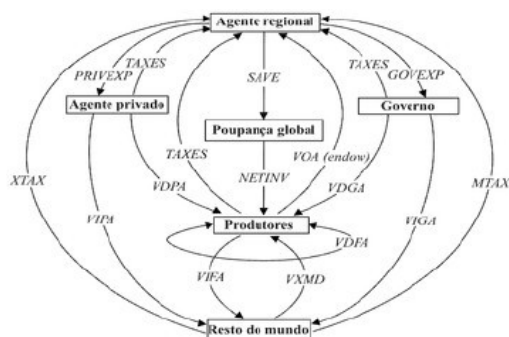 Agente regional
TAXES
PRIVEXP
TAXES
GOVEXP
SAVE
Agente privado
Governo
Poupança global
TAXES
VOA (endow)
XTAX
MTAX
VDPA
NETINV
VDGA
VIPA
VIGA
Produtores
VDFA
VIFA
VXMD
Resto do mundo